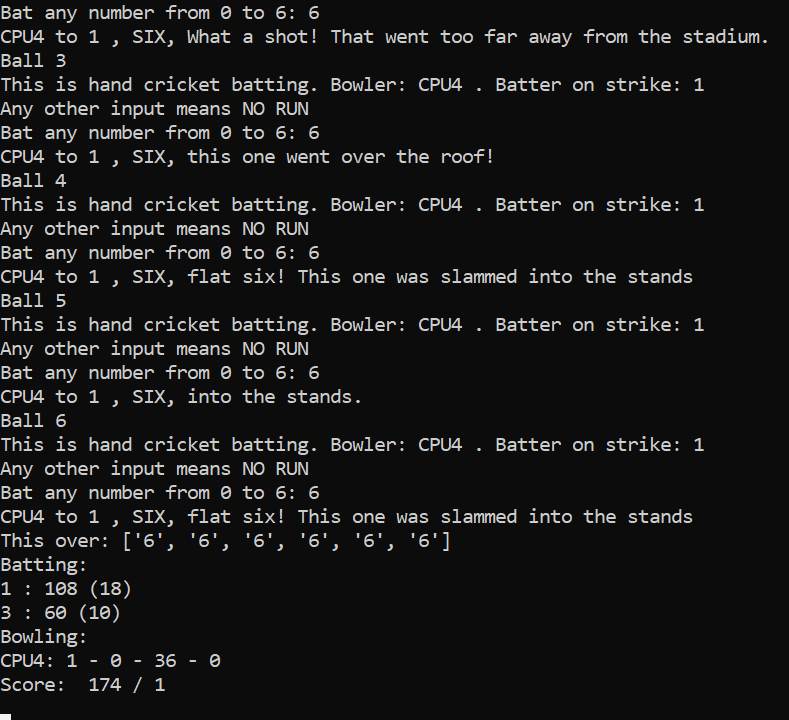 Bat any number from 0 to 6: 6
CPU4 to 1 , SIX, What a shot! That went too far away from the stadium.
Ball 3
This is hand cricket batting. Bowler: CPU4 . Batter on strike: 1
Any other input means NO RUN
Bat any number from 0 to 6: 6
CPU4 to 1 , SIX, this one went over the roof!
Ball 4
This is hand cricket batting. Bowler: CPU4 . Batter on strike: 1
Any other input means NO RUN
Bat any number from 0 to 6: 6
CPU4 to 1 , SIX, flat six! This one was slammed into the stands
Ball 5
This is hand cricket batting. Bowler: CPU4 . Batter on strike: 1
Any other input means NO RUN
Bat any number from 0 to 6: 6
CPU4 to 1 , SIX, into the stands.
Ball 6
This is hand cricket batting. Bowler: CPU4 . Batter on strike: 1
Any other input means NO RUN
Bat any number from 0 to 6: 6
CPU4 to 1 , SIX, flat six! This one was slammed into the stands
This over: ['6', '6', '6', '6', '6', '6']
Batting:
1 : 108 (18)
3 : 60 (10)
Bowling:
CPU4: 1 - 0 - 36 - 0
Score:  174 / 1